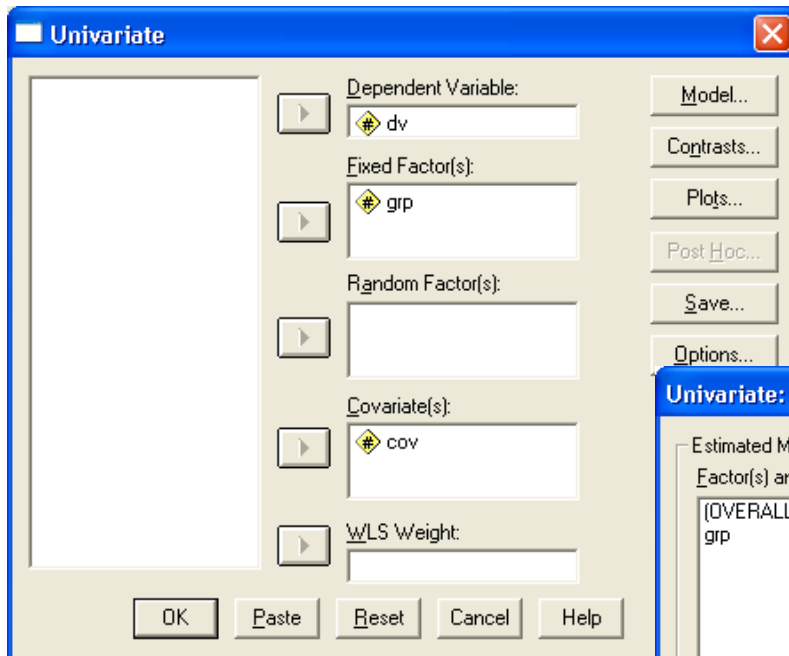 Univariate
Dependent Variable:
dv
Fixed Factor(s):
grp
Random Factor(s):
Covariate(s):
cov
WLS Weight:
Model...
Contrasts...
Plots...
Post Hoc...
Save...
Options...
OK
Paste
Reset
Cancel
Help
Univariate:
Estimated M
Factor(s) an
(OVERALL
grp